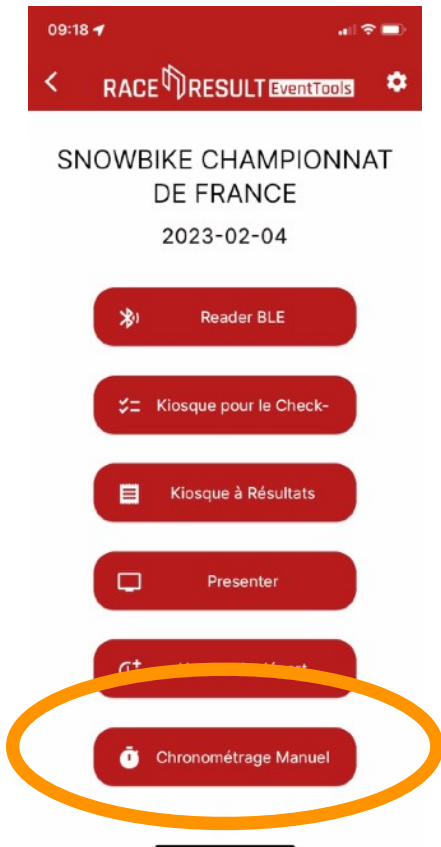 09:18
RACE RESULT EventTools
SNOWBIKE CHAMPIONNAT
DE FRANCE
2023-02-04
Reader BLE
Kiosque pour le Check-
Kiosque à Résultats
Presenter
Chronométrage Manuel